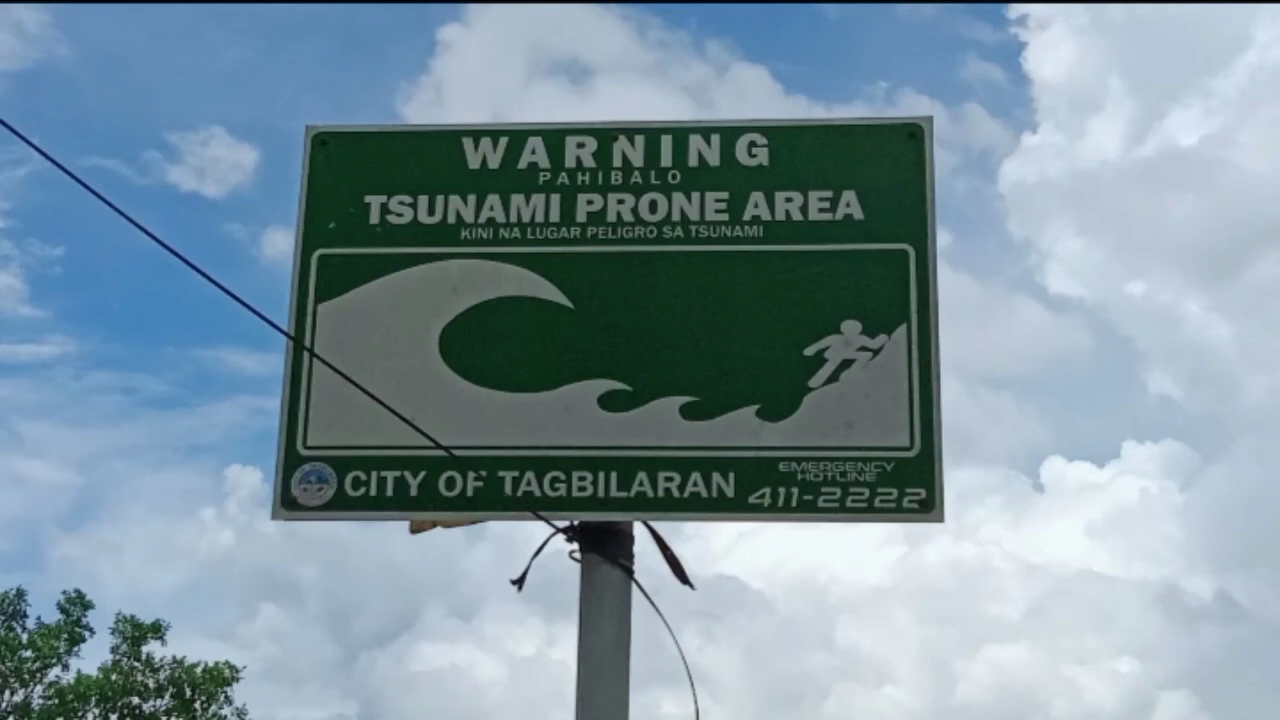 WARNING
PAHIBALO
TSUNAMI PRONE AREA
KINI NA LUGAR PELIGRO SA TSUNAMI
CITY OF TAGBILARAN
EMERGENCY
HOTLINE
411-2222